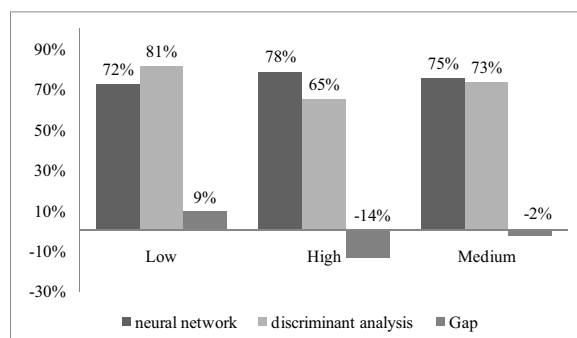 90%
70%
50%
30%
10%
-10%
-30%
72%
81%
9%
78%
65%
-14%
75%
73%
-2%
Low
High
Medium
neural network
discriminant analysis
Gap